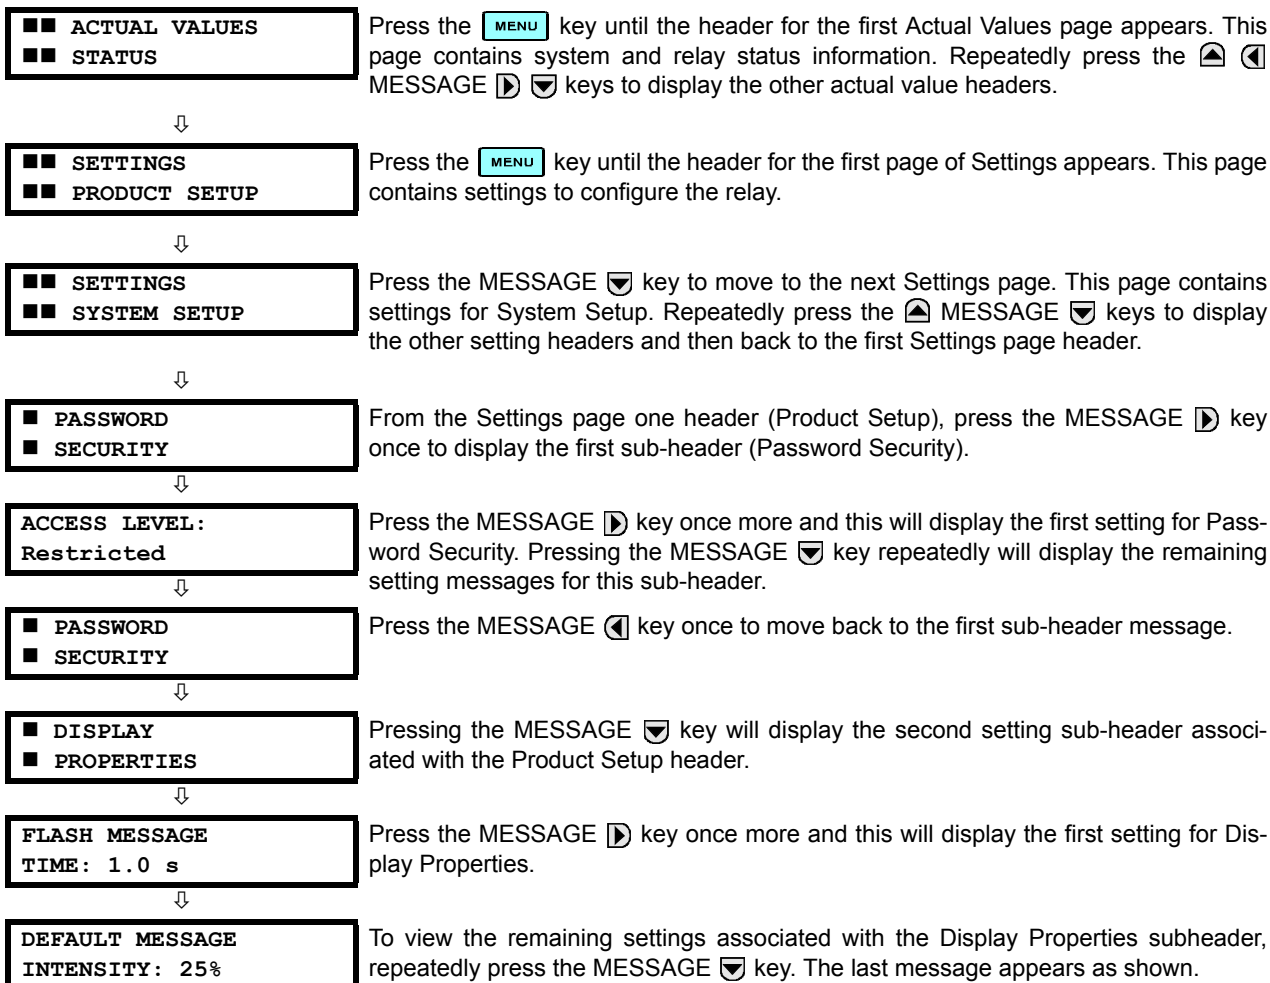 ■■ ACTUAL VALUES
■■ STATUS
Press the MENU key until the header for the first Actual Values page appears. This
page contains system and relay status information. Repeatedly press the
MESSAGE keys to display the other actual value headers.
⇩
■■ SETTINGS
■■ PRODUCT SETUP
Press the MENU key until the header for the first page of Settings appears. This page
contains settings to configure the relay.
⇩
■■ SETTINGS
■■ SYSTEM SETUP
Press the MESSAGE key to move to the next Settings page. This page contains
settings for System Setup. Repeatedly press the MESSAGE keys to display
the other setting headers and then back to the first Settings page header.
⇩
■ PASSWORD
■ SECURITY
From the Settings page one header (Product Setup), press the MESSAGE key
once to display the first sub-header (Password Security).
⇩
ACCESS LEVEL:
Restricted
Press the MESSAGE key once more and this will display the first setting for Pass-
word Security. Pressing the MESSAGE key repeatedly will display the remaining
setting messages for this sub-header.
⇩
■ PASSWORD
■ SECURITY
Press the MESSAGE key once to move back to the first sub-header message.
⇩
■ DISPLAY
■ PROPERTIES
Pressing the MESSAGE key will display the second setting sub-header associ-
ated with the Product Setup header.
⇩
FLASH MESSAGE
TIME: 1.0 s
Press the MESSAGE key once more and this will display the first setting for Dis-
play Properties.
⇩
DEFAULT MESSAGE
INTENSITY: 25%
To view the remaining settings associated with the Display Properties subheader,
repeatedly press the MESSAGE key. The last message appears as shown.